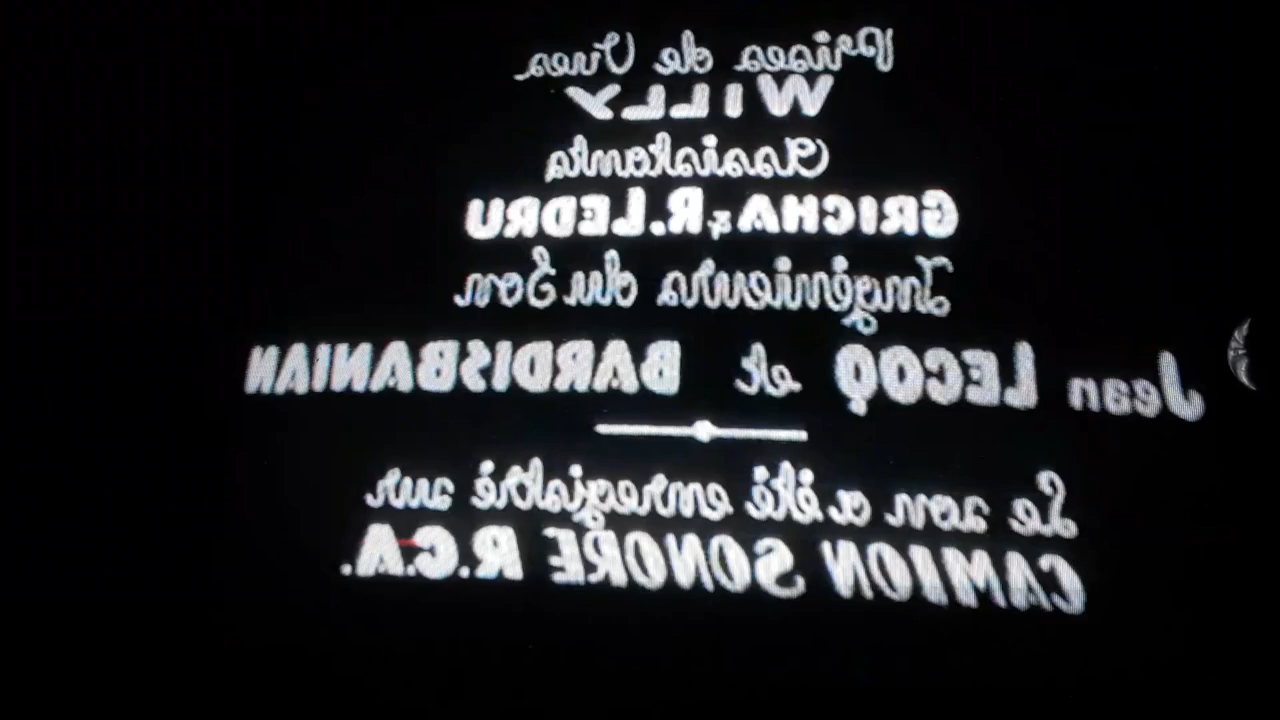 Prises de Vues
WILLY
Assistants
GRICHA & R. LEDRU
Ingénieurs du Son
Jean LECOQ et BARDISBANIAN
Le son a été enregistré sur
CAMION SONORE R.C.A.